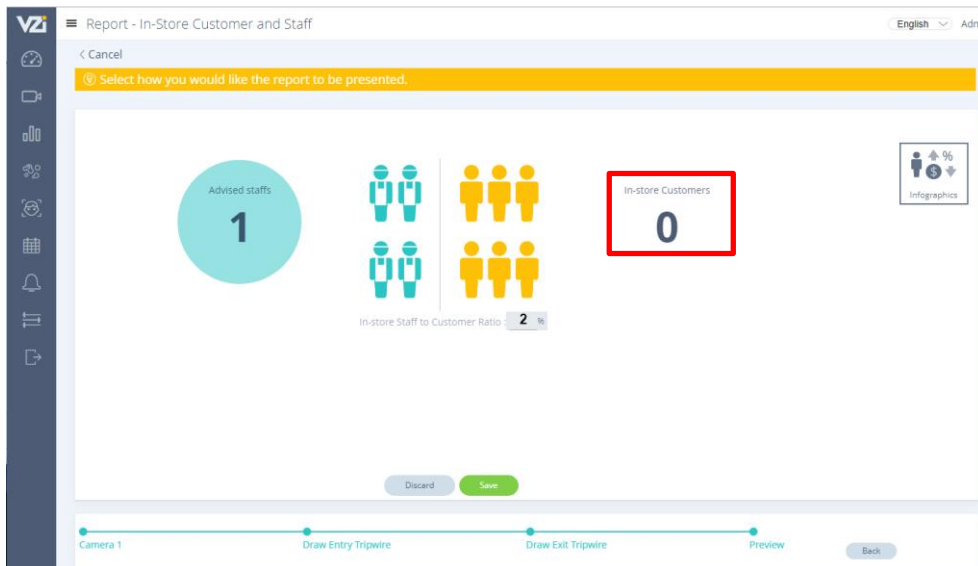 VZi
Report - In-Store Customer and Staff
English
Adn
< Cancel
Select how you would like the report to be presented.
Advised staffs
1
In-store Customers
0
%
$
Infographics
In-store Staff to Customer Ratio : 2 %
Discard
Save
Camera 1
Draw Entry Tripwire
Draw Exit Tripwire
Preview
Back